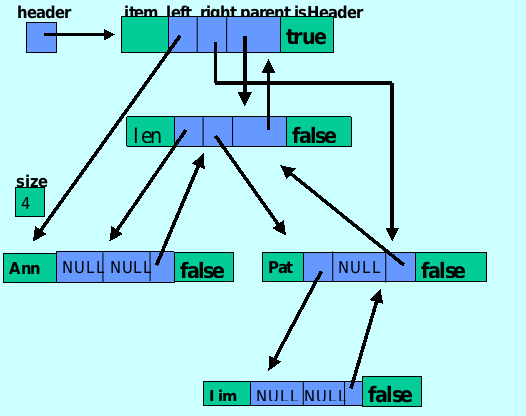 header
item left right parent isHeader
true
len
false
size
4
Ann NULL NULL false
Pat NULL false
Iim NULL NULL false